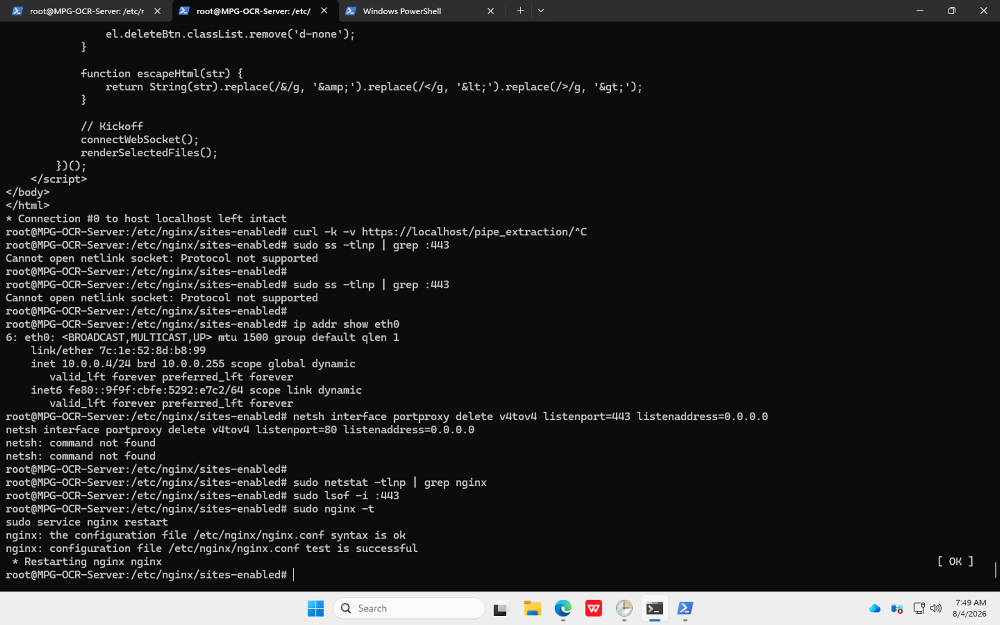 root@MPG-OCR-Server: /etc/r
root@MPG-OCR-Server: /etc/
Windows PowerShell
            el.deleteBtn.classList.remove('d-none');
        }
        function escapeHtml(str) {
            return String(str).replace(/&/g, '&amp;').replace(/</g, '&lt;').replace(/>/g, '&gt;');
        }
        // Kickoff
        connectWebSocket();
        renderSelectedFiles();
    })();
    </script>
</body>
</html>
* Connection #0 to host localhost left intact
root@MPG-OCR-Server:/etc/nginx/sites-enabled# curl -k -v https://localhost/pipe_extraction/^C
root@MPG-OCR-Server:/etc/nginx/sites-enabled# sudo ss -tlnp | grep :443
Cannot open netlink socket: Protocol not supported
root@MPG-OCR-Server:/etc/nginx/sites-enabled#
root@MPG-OCR-Server:/etc/nginx/sites-enabled# sudo ss -tlnp | grep :443
Cannot open netlink socket: Protocol not supported
root@MPG-OCR-Server:/etc/nginx/sites-enabled#
root@MPG-OCR-Server:/etc/nginx/sites-enabled# ip addr show eth0
6: eth0: <BROADCAST,MULTICAST,UP> mtu 1500 group default qlen 1
    link/ether 7c:1e:52:8d:b8:99
    inet 10.0.0.4/24 brd 10.0.0.255 scope global dynamic
       valid_lft forever preferred_lft forever
    inet6 fe80::9f9f:cbfe:5292:e7c2/64 scope link dynamic
       valid_lft forever preferred_lft forever
root@MPG-OCR-Server:/etc/nginx/sites-enabled# netsh interface portproxy delete v4tov4 listenport=443 listenaddress=0.0.0.0
netsh interface portproxy delete v4tov4 listenport=80 listenaddress=0.0.0.0
netsh: command not found
netsh: command not found
root@MPG-OCR-Server:/etc/nginx/sites-enabled#
root@MPG-OCR-Server:/etc/nginx/sites-enabled# sudo netstat -tlnp | grep nginx
root@MPG-OCR-Server:/etc/nginx/sites-enabled# sudo lsof -i :443
root@MPG-OCR-Server:/etc/nginx/sites-enabled# sudo nginx -t
sudo service nginx restart
nginx: the configuration file /etc/nginx/nginx.conf syntax is ok
nginx: configuration file /etc/nginx/nginx.conf test is successful
 * Restarting nginx nginx [ OK ]
root@MPG-OCR-Server:/etc/nginx/sites-enabled#
Search
7:49 AM
8/4/2026